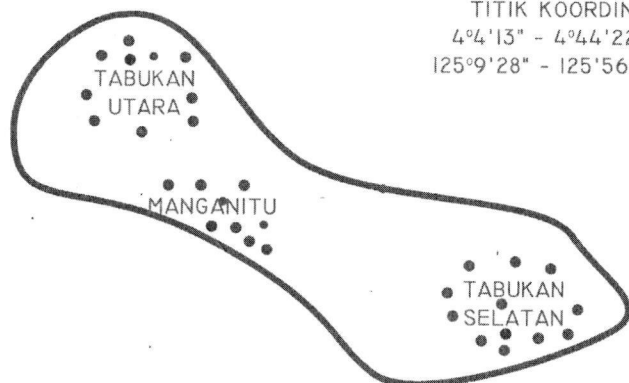 TITIK KOORDIN
4°4'13" - 4°44'22
125°9'28" - 125'56
TABUKAN
UTARA
MANGANITU
TABUKAN
SELATAN